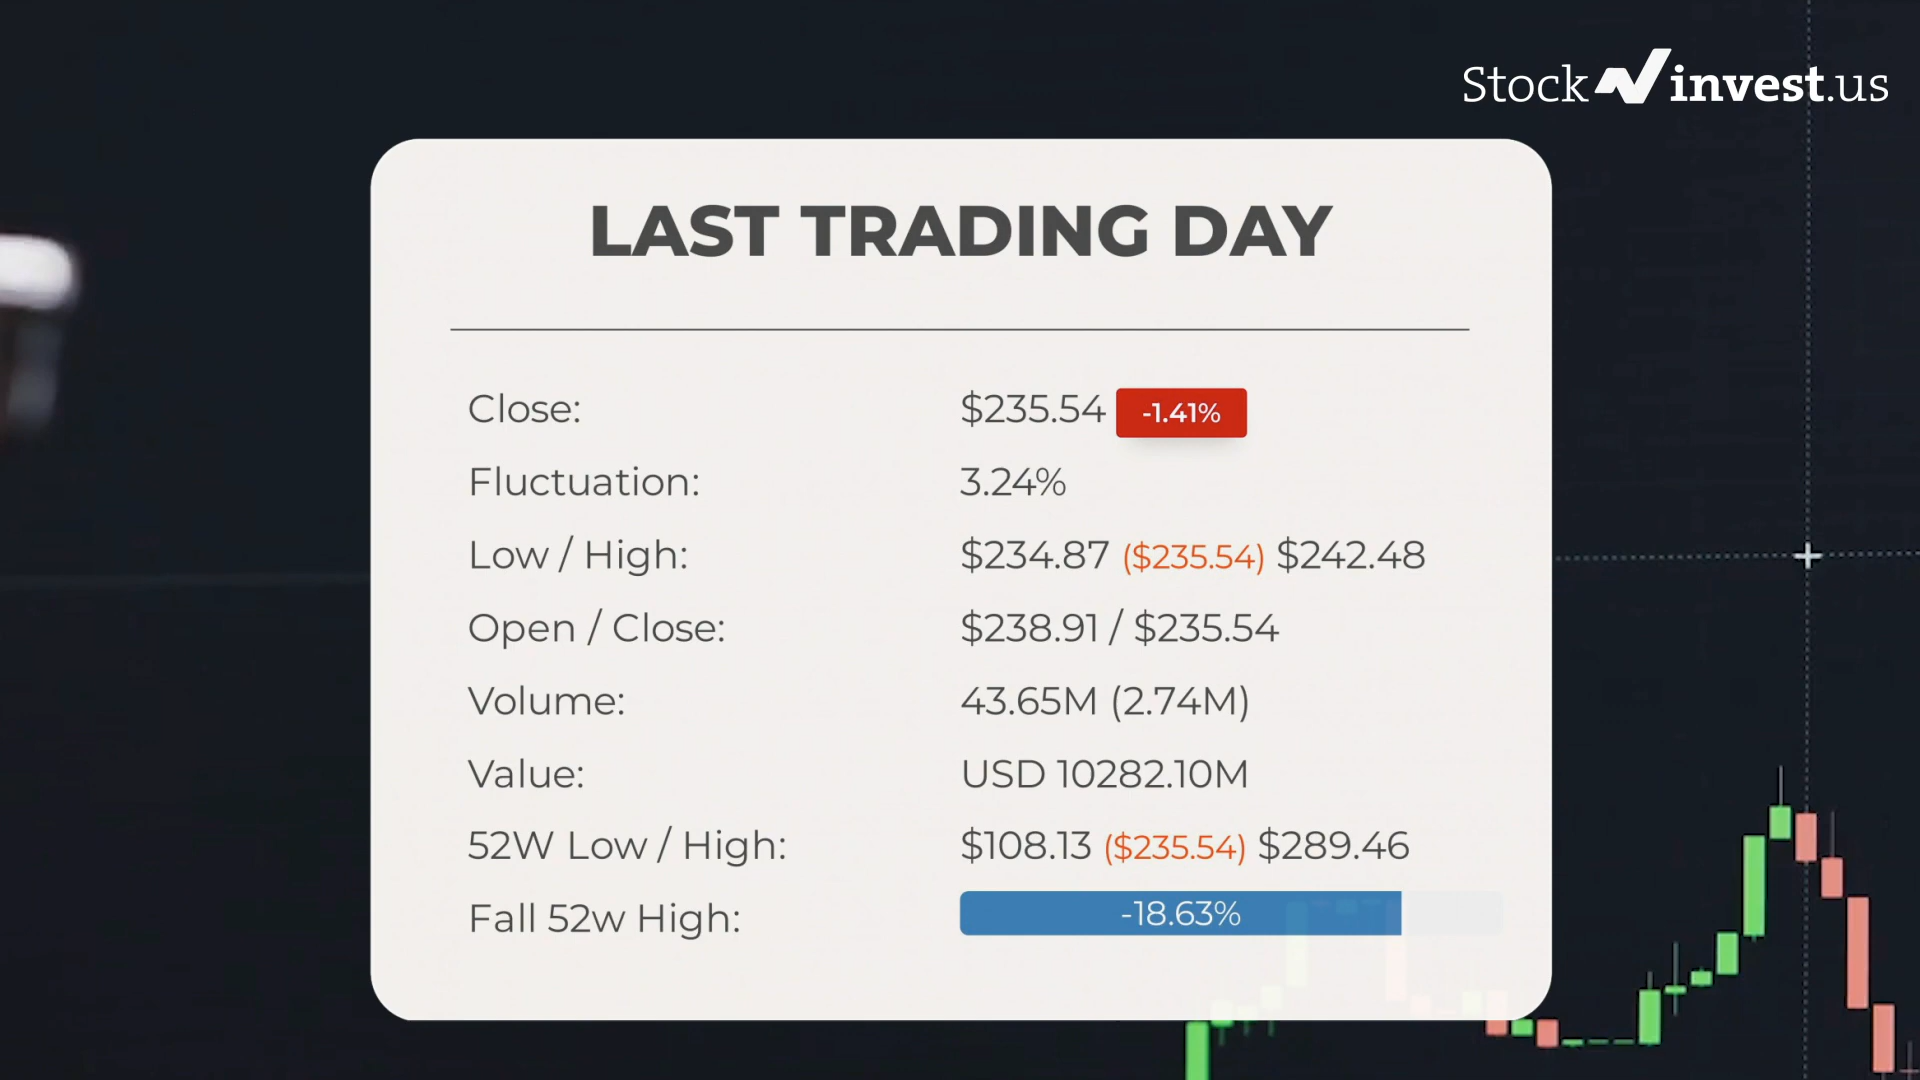 Stock invest.us
LAST TRADING DAY
Close: $235.54 -1.41%
Fluctuation: 3.24%
Low / High: $234.87 ($235.54) $242.48
Open / Close: $238.91 / $235.54
Volume: 43.65M (2.74M)
Value: USD 10282.10M
52W Low / High: $108.13 ($235.54) $289.46
Fall 52w High: -18.63%